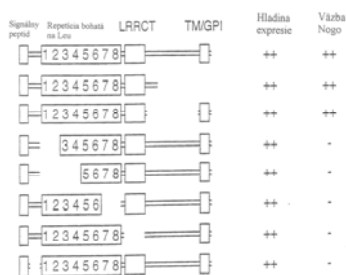 Signálny peptid Repetícia bohatá na Leu LRRCT TM/GPI Hladina expresie Väzba Nogo
12345678 ++ ++
12345678 ++ ++
12345678 ++ ++
345678 ++ -
5678 ++ -
123456 ++ -
12345678 ++ -
12345678 ++ -